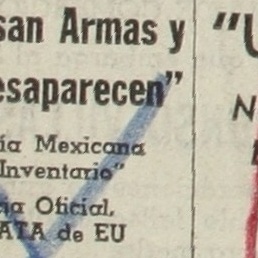 san Armas y
esaparecen"
ía Mexicana
Inventario"
ia Oficial,
ATA de EU
"U
N